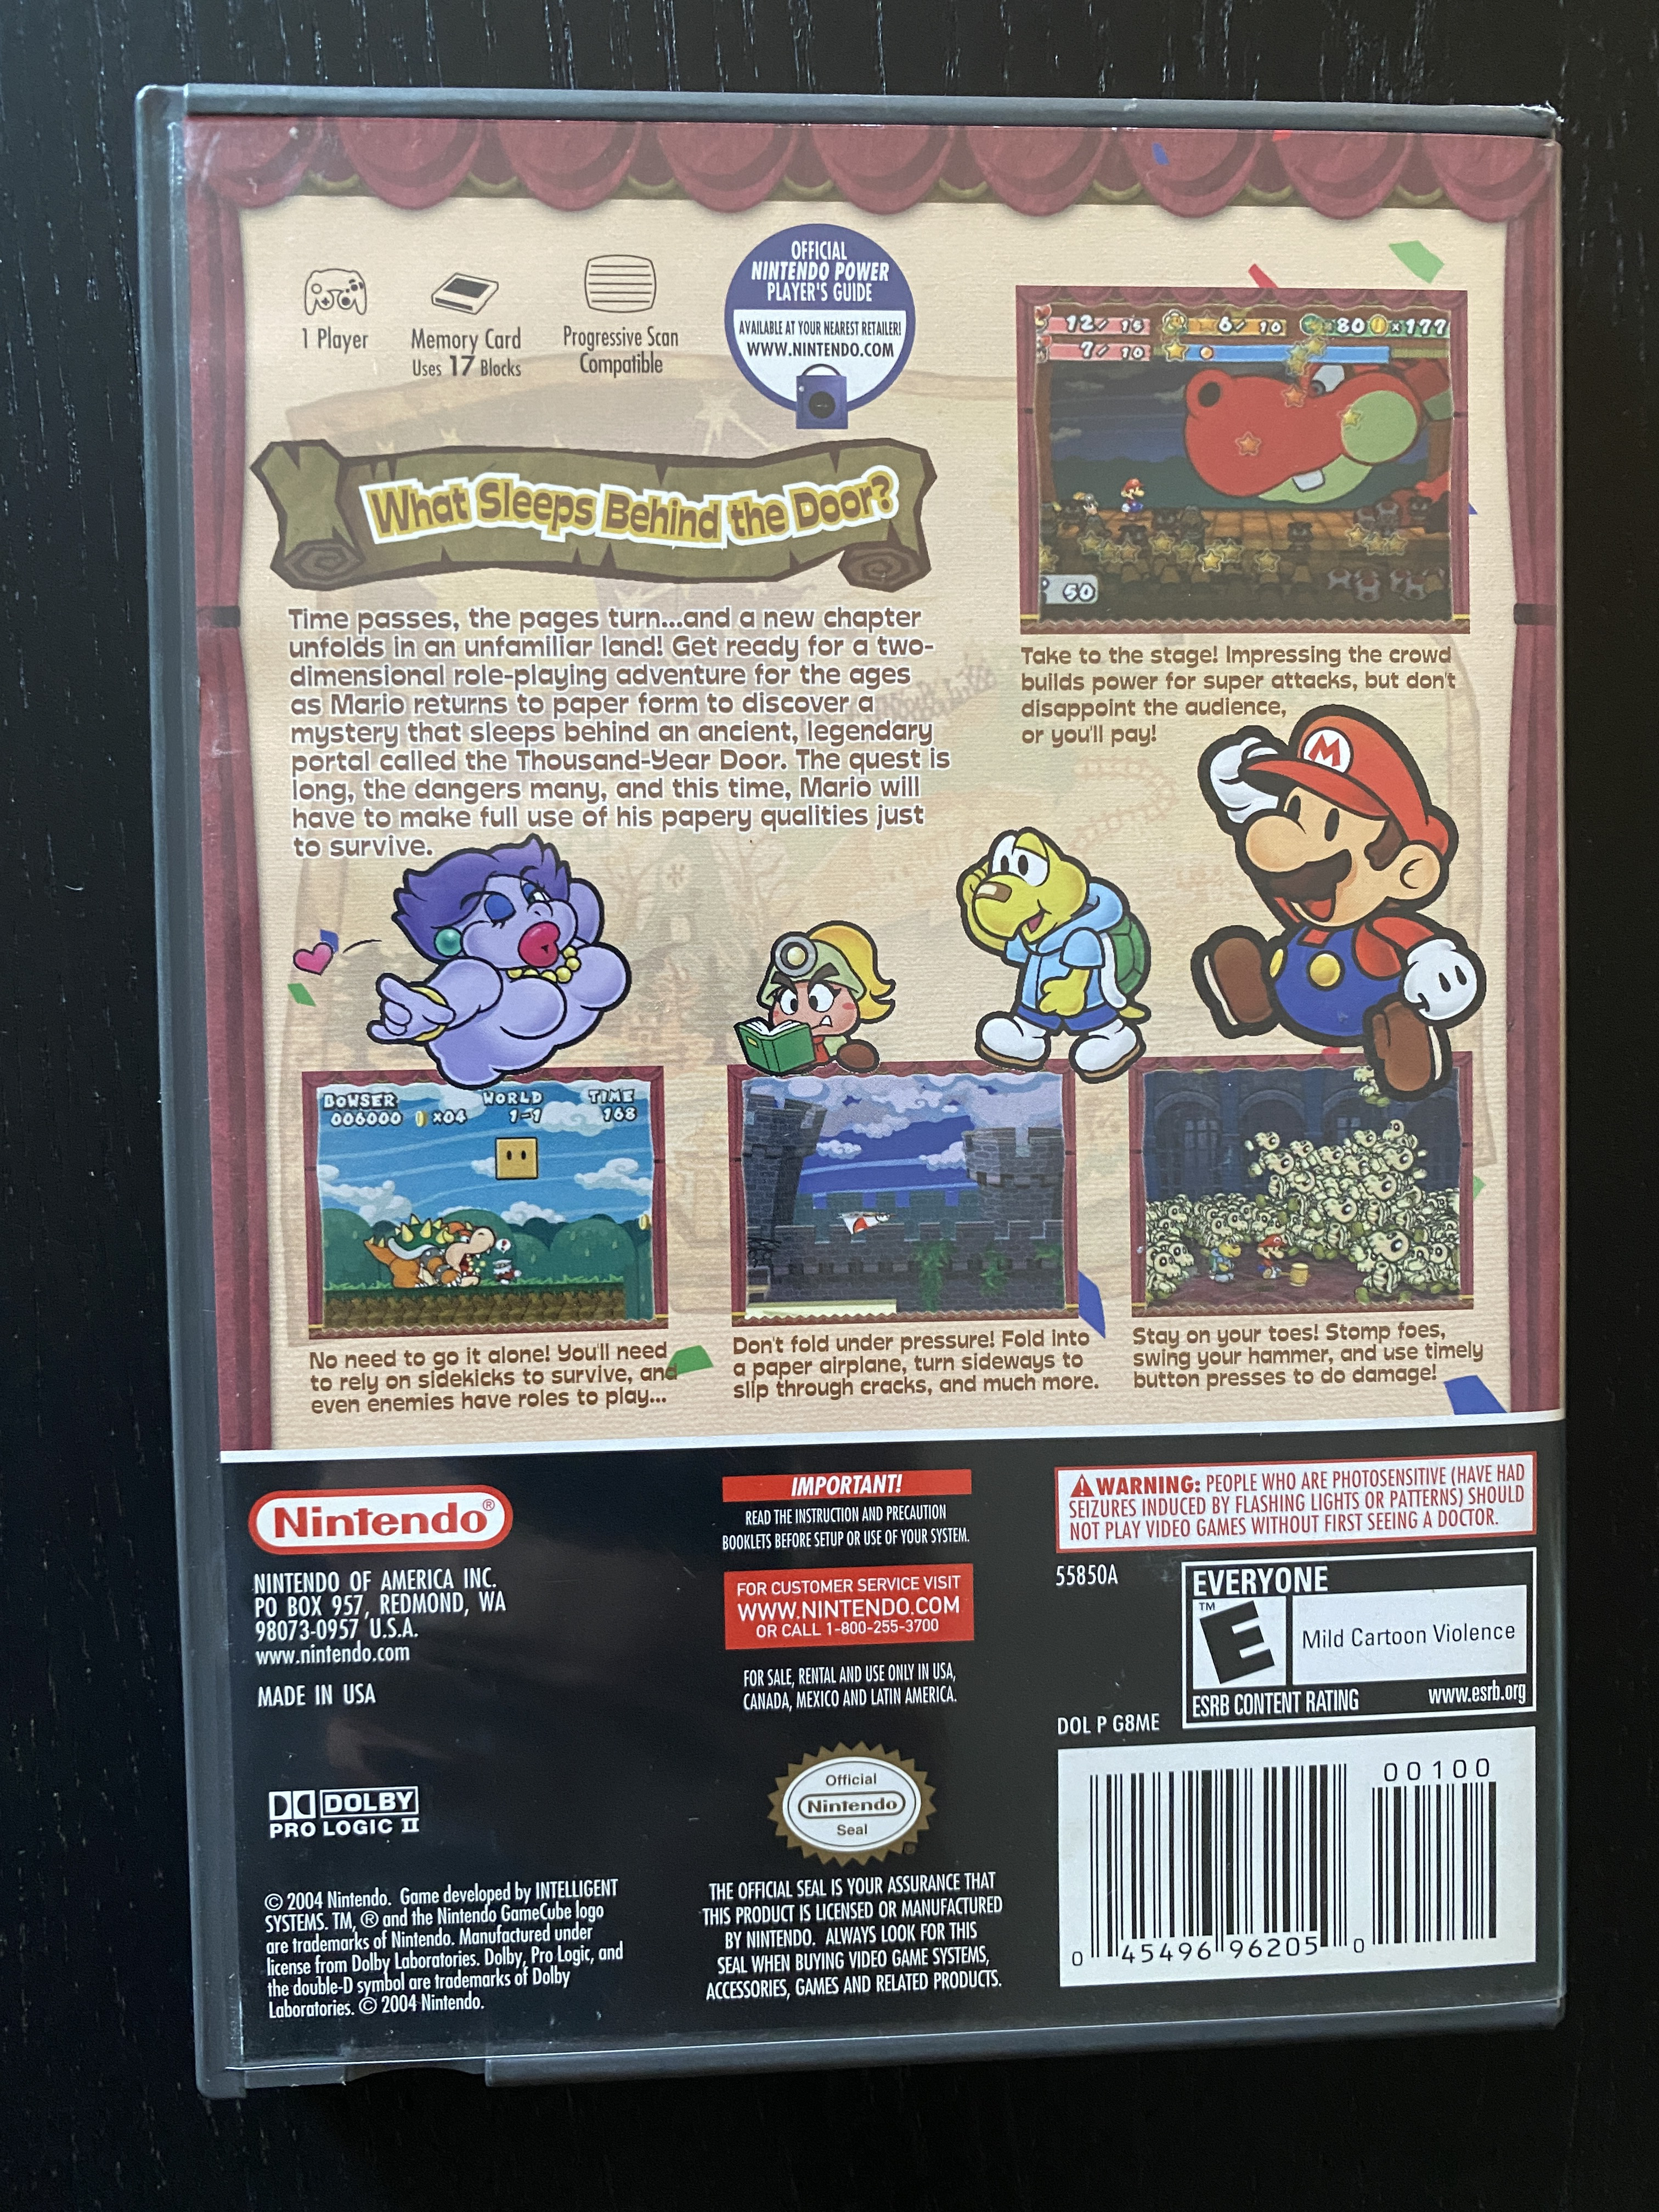 1 Player
Memory Card
Uses 17 Blocks
Progressive Scan
Compatible
OFFICIAL
NINTENDO POWER
PLAYER'S GUIDE
AVAILABLE AT YOUR NEAREST RETAILER!
WWW.NINTENDO.COM
12/15
6/10
80
×177
7/10
50
What Sleeps Behind the Door?
Time passes, the pages turn...and a new chapter
unfolds in an unfamiliar land! Get ready for a two-
dimensional role-playing adventure for the ages
as Mario returns to paper form to discover a
mystery that sleeps behind an ancient, legendary
portal called the Thousand-Year Door. The quest is
long, the dangers many, and this time, Mario will
have to make full use of his papery qualities just
to survive.
Take to the stage! Impressing the crowd
builds power for super attacks, but don't
disappoint the audience,
or you'll pay!
M
BOWSER WORLD TIME
006000 ×04 1-1 168
No need to go it alone! You'll need
to rely on sidekicks to survive, and
even enemies have roles to play...
Don't fold under pressure! Fold into
a paper airplane, turn sideways to
slip through cracks, and much more.
Stay on your toes! Stomp foes,
swing your hammer, and use timely
button presses to do damage!
Nintendo®
NINTENDO OF AMERICA INC.
PO BOX 957, REDMOND, WA
98073-0957 U.S.A.
www.nintendo.com
MADE IN USA
DOLBY
PRO LOGIC II
© 2004 Nintendo. Game developed by INTELLIGENT
SYSTEMS. TM, ® and the Nintendo GameCube logo
are trademarks of Nintendo. Manufactured under
license from Dolby Laboratories. Dolby, Pro Logic, and
the double-D symbol are trademarks of Dolby
Laboratories. © 2004 Nintendo.
IMPORTANT!
READ THE INSTRUCTION AND PRECAUTION
BOOKLETS BEFORE SETUP OR USE OF YOUR SYSTEM.
FOR CUSTOMER SERVICE VISIT
WWW.NINTENDO.COM
OR CALL 1-800-255-3700
FOR SALE, RENTAL AND USE ONLY IN USA,
CANADA, MEXICO AND LATIN AMERICA.
Official
Nintendo
Seal
THE OFFICIAL SEAL IS YOUR ASSURANCE THAT
THIS PRODUCT IS LICENSED OR MANUFACTURED
BY NINTENDO. ALWAYS LOOK FOR THIS
SEAL WHEN BUYING VIDEO GAME SYSTEMS,
ACCESSORIES, GAMES AND RELATED PRODUCTS.
WARNING: PEOPLE WHO ARE PHOTOSENSITIVE (HAVE HAD
SEIZURES INDUCED BY FLASHING LIGHTS OR PATTERNS) SHOULD
NOT PLAY VIDEO GAMES WITHOUT FIRST SEEING A DOCTOR.
55850A
EVERYONE
TM
E
Mild Cartoon Violence
ESRB CONTENT RATING www.esrb.org
DOL P G8ME
00100
0 45496 96205 0